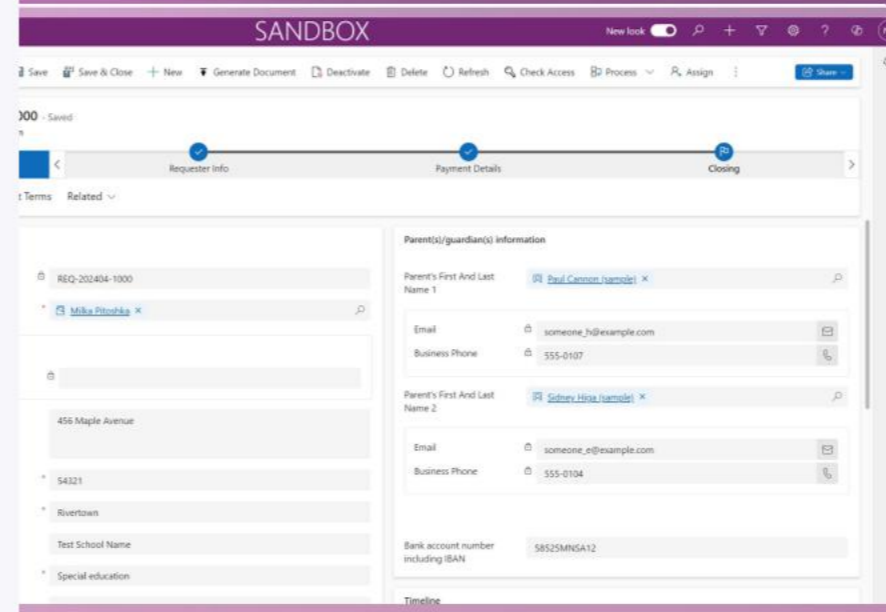 SANDBOX
New look
Save
Save & Close
New
Generate Document
Deactivate
Delete
Refresh
Check Access
Process
Assign
Share
000 - Saved
Requester Info
Payment Details
Closing
Terms
Related
REQ-202404-1000
Milka Pitoshka
456 Maple Avenue
54321
Rivertown
Test School Name
Special education
Parent(s)/guardian(s) information
Parent's First And Last
Name 1
Paul Cannon (sample)
Email
someone_h@example.com
Business Phone
555-0107
Parent's First And Last
Name 2
Sidney Higa (sample)
Email
someone_e@example.com
Business Phone
555-0104
Bank account number
including IBAN
58525MNSA12
Timeline